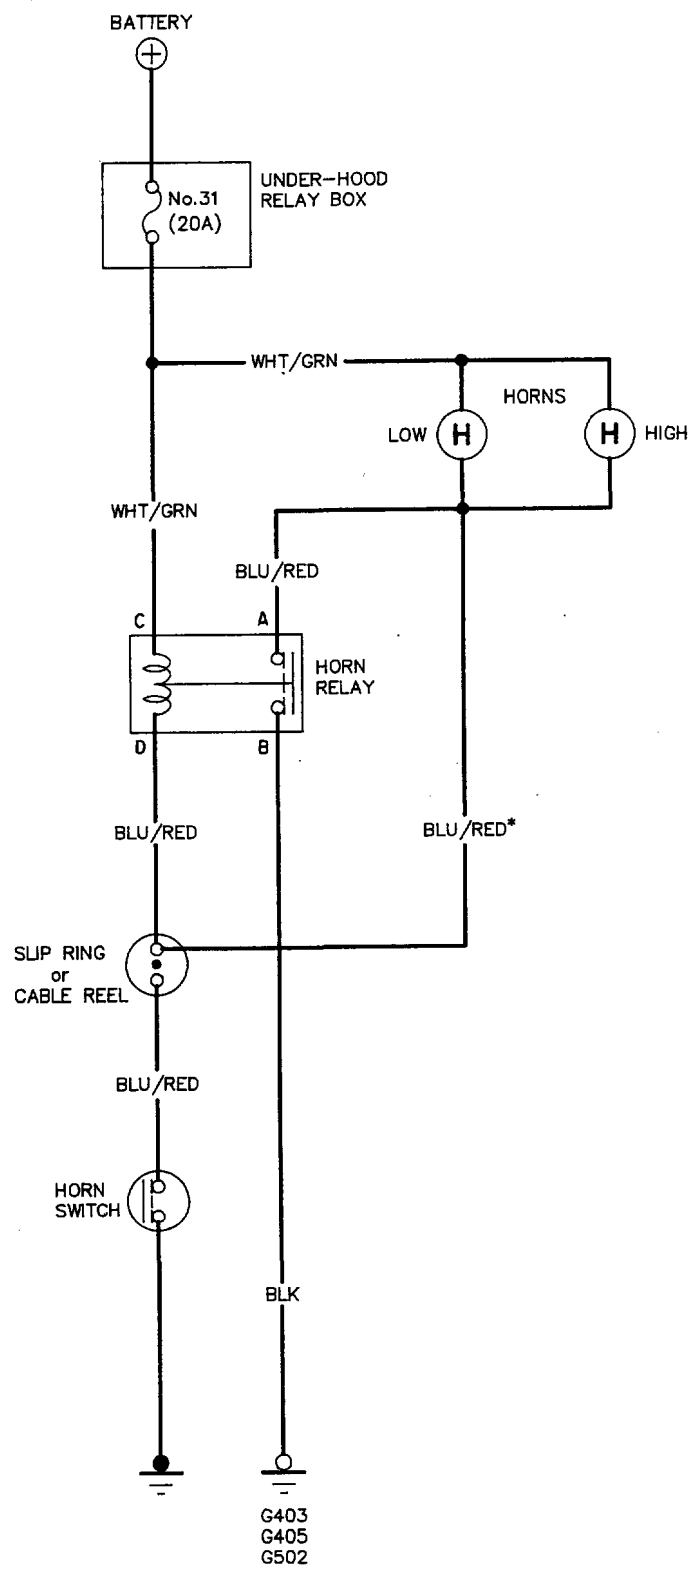 BATTERY
No.31
(20A)
UNDER-HOOD
RELAY BOX
WHT/GRN
HORNS
LOW
H
H
HIGH
WHT/GRN
BLU/RED
C
A
HORN
RELAY
D
B
BLU/RED
BLU/RED*
SLIP RING
or
CABLE REEL
BLU/RED
HORN
SWITCH
BLK
G403
G405
G502